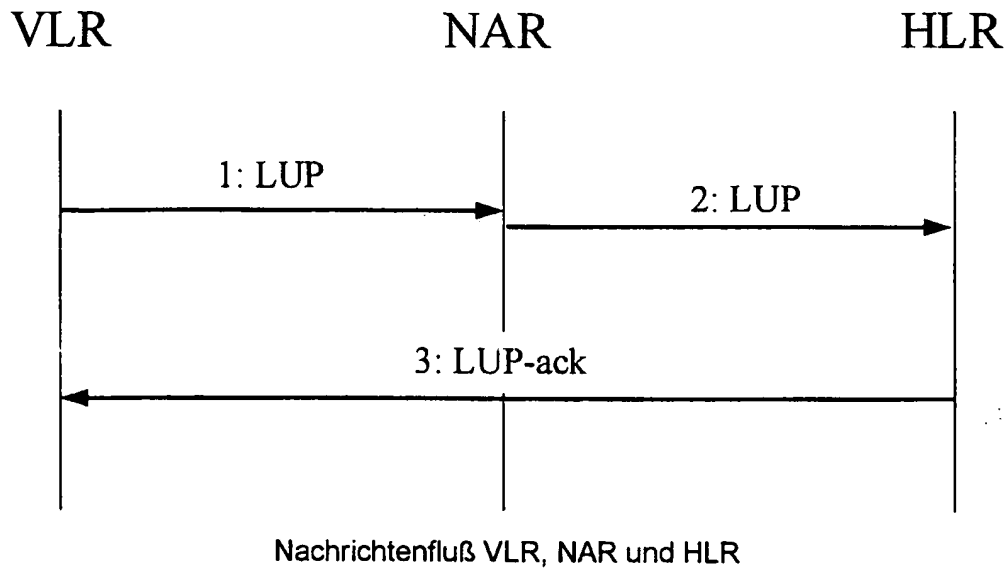 VLR NAR HLR
1: LUP
2: LUP
3: LUP-ack
Nachrichtenfluß VLR, NAR und HLR